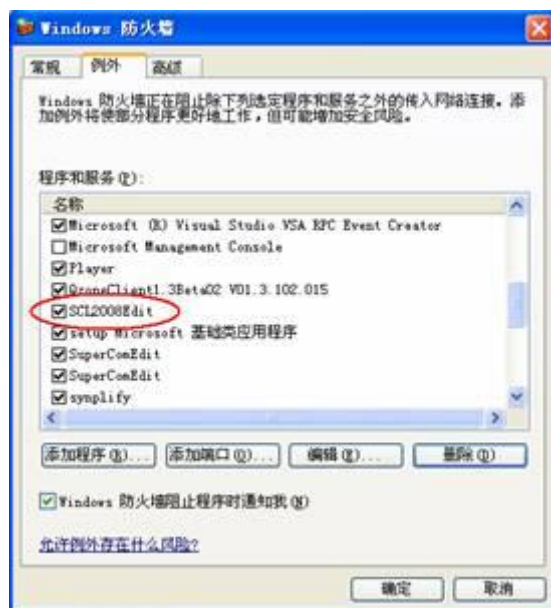 Windows 防火墙
常规 例外 高级
Windows 防火墙正在阻止除下列选定程序和服务之外的传入网络连接。添
加例外将使部分程序更好地工作，但可能增加安全风险。
程序和服务(P):
名称
Microsoft (R) Visual Studio VSA RPC Event Creator
Microsoft Management Console
Player
QroneClient1.3Beta02 V01.3.102.015
SCL2008Edit
setup Microsoft 基础类应用程序
SuperComEdit
SuperComEdit
synplify
添加程序(R)... 添加端口(O)... 编辑(E)... 删除(D)
Windows 防火墙阻止程序时通知我(N)
允许例外存在什么风险?
确定 取消